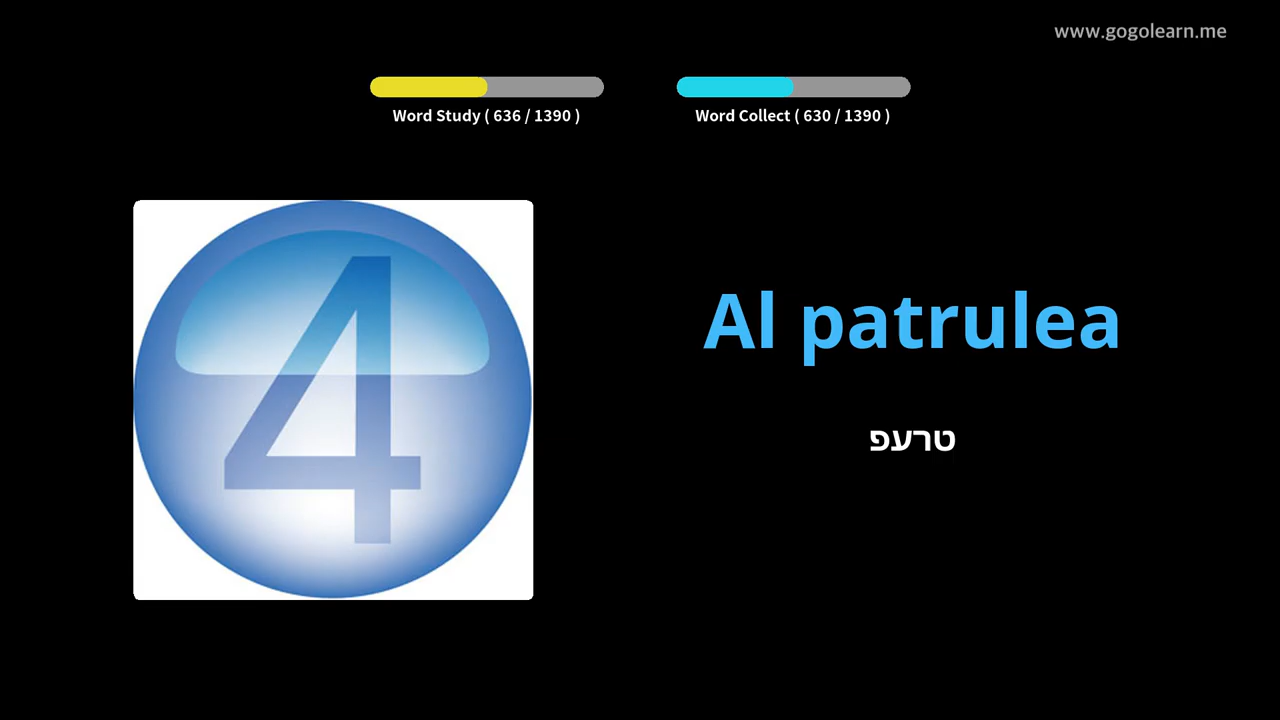 www.gogolearn.me
Word Study ( 636 / 1390 )
Word Collect ( 630 / 1390 )
4
Al patrulea
טרעפ